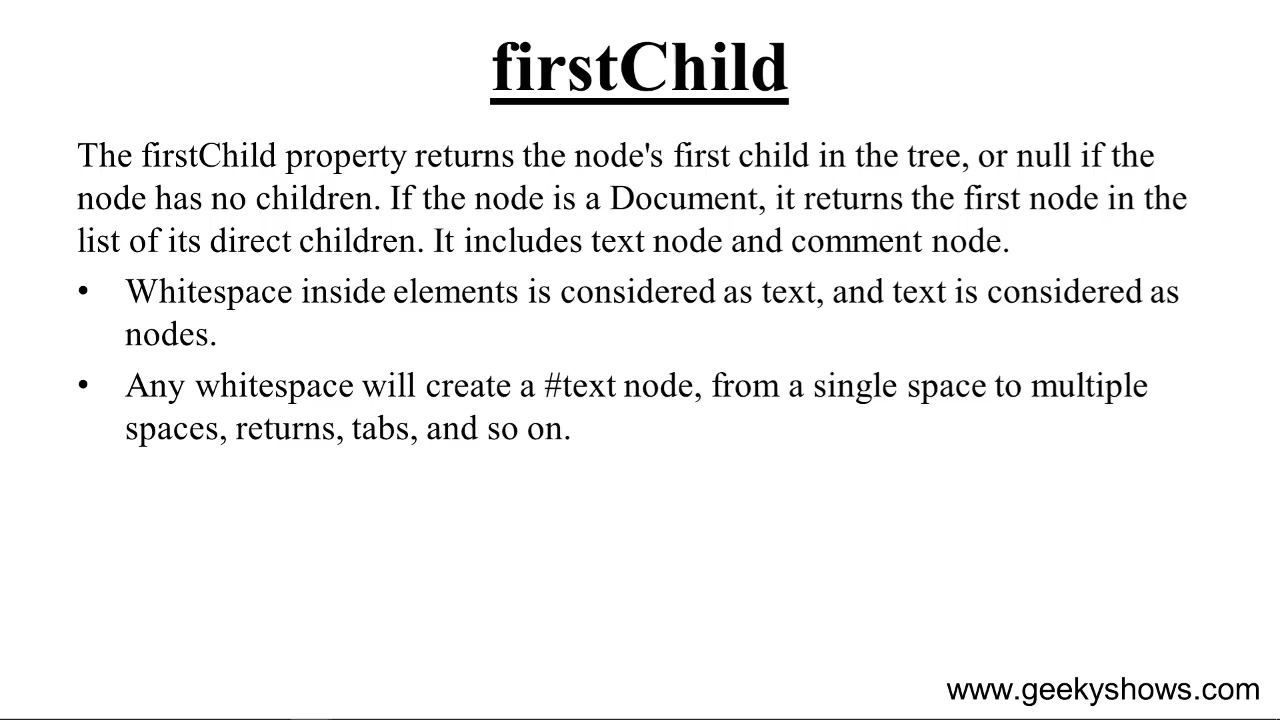 firstChild
The firstChild property returns the node's first child in the tree, or null if the
node has no children. If the node is a Document, it returns the first node in the
list of its direct children. It includes text node and comment node.
• Whitespace inside elements is considered as text, and text is considered as
nodes.
• Any whitespace will create a #text node, from a single space to multiple
spaces, returns, tabs, and so on.
www.geekyshows.com